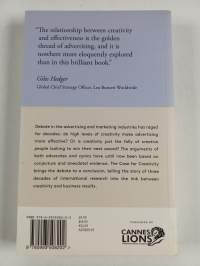 "The relationship between creativity
and effectiveness is the golden
thread of advertising, and it is
nowhere more eloquently explored
than in this brilliant book."
Giles Hedger
Global Chief Strategy Officer, Leo Burnett Worldwide
Debate in the advertising and marketing industries has raged
for decades: do high levels of creativity make advertising
more effective? Or is creativity just the folly of creative
people looking to win their next award? The arguments of
both advocates and cynics have until now been based on
conjecture and anecdotal evidence. The Case for Creativity
brings the debate to a conclusion, telling the story of three
decades of international research into the link between
creativity and business results.
PUBLISHED BY
CANNES
LIONS